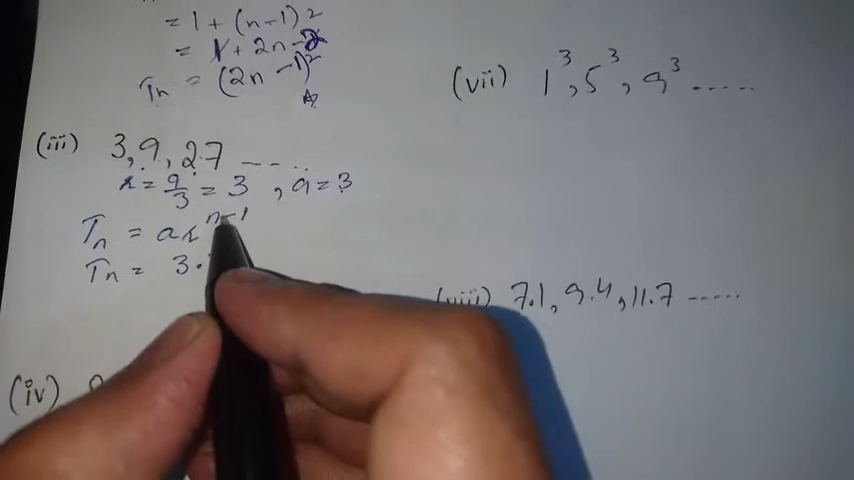 = 1 + (n-1)2
= 1 + 2n - 2
Tn = (2n-1)²
(iii) 3, 9, 27 -----
r = 9/3 = 3 , a = 3
Tn = ar^(n-1)
Tn = 3·
(iv)
(vii) 1³, 5³, 9³ .....
(viii) 7.1, 9.4, 11.7 -----